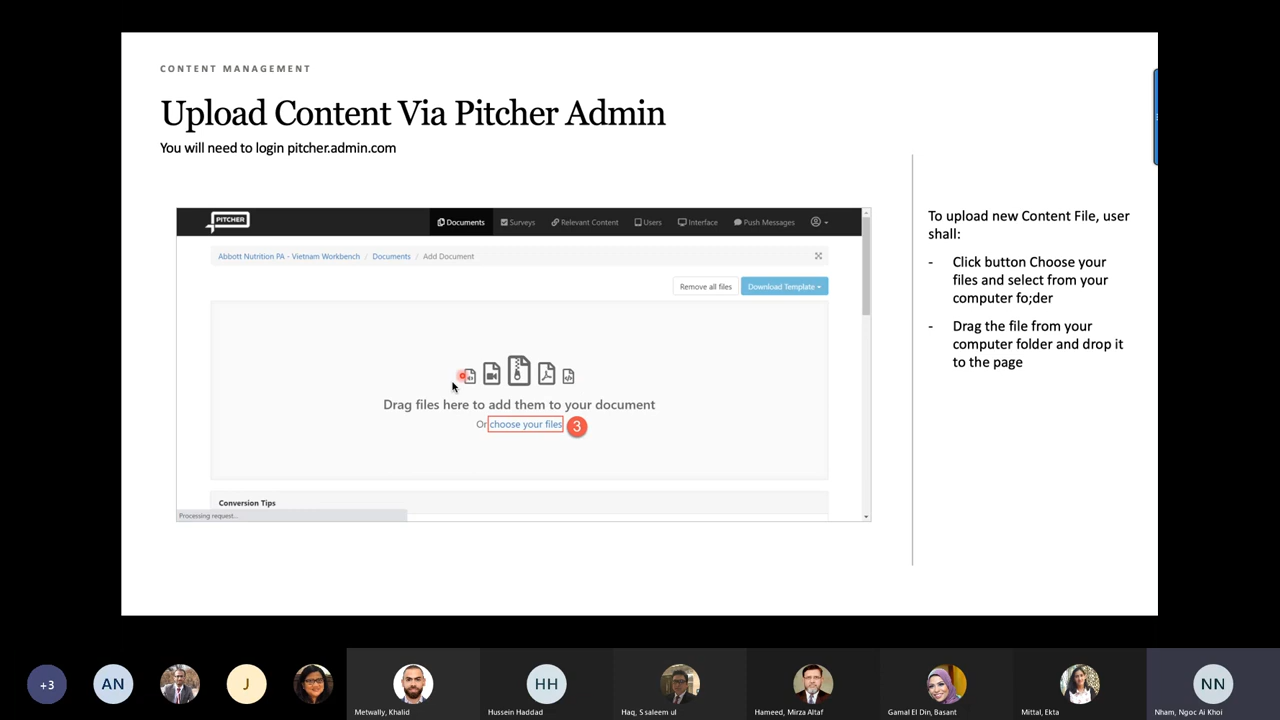 CONTENT MANAGEMENT
Upload Content Via Pitcher Admin
You will need to login pitcher.admin.com
PITCHER
Documents
Surveys
Relevant Content
Users
Interface
Push Messages
Abbott Nutrition PA - Vietnam Workbench / Documents / Add Document
Remove all files
Download Template
Drag files here to add them to your document
Or choose your files
3
Conversion Tips
Processing request...
To upload new Content File, user
shall:
- Click button Choose your
files and select from your
computer fo;der
- Drag the file from your
computer folder and drop it
to the page
+3
AN
J
HH
NN
Metwally, Khalid
Hussein Haddad
Haq, S saleem ul
Hameed, Mirza Altaf
Gamal El Din, Basant
Mittal, Ekta
Nham, Ngoc Ai Khoi